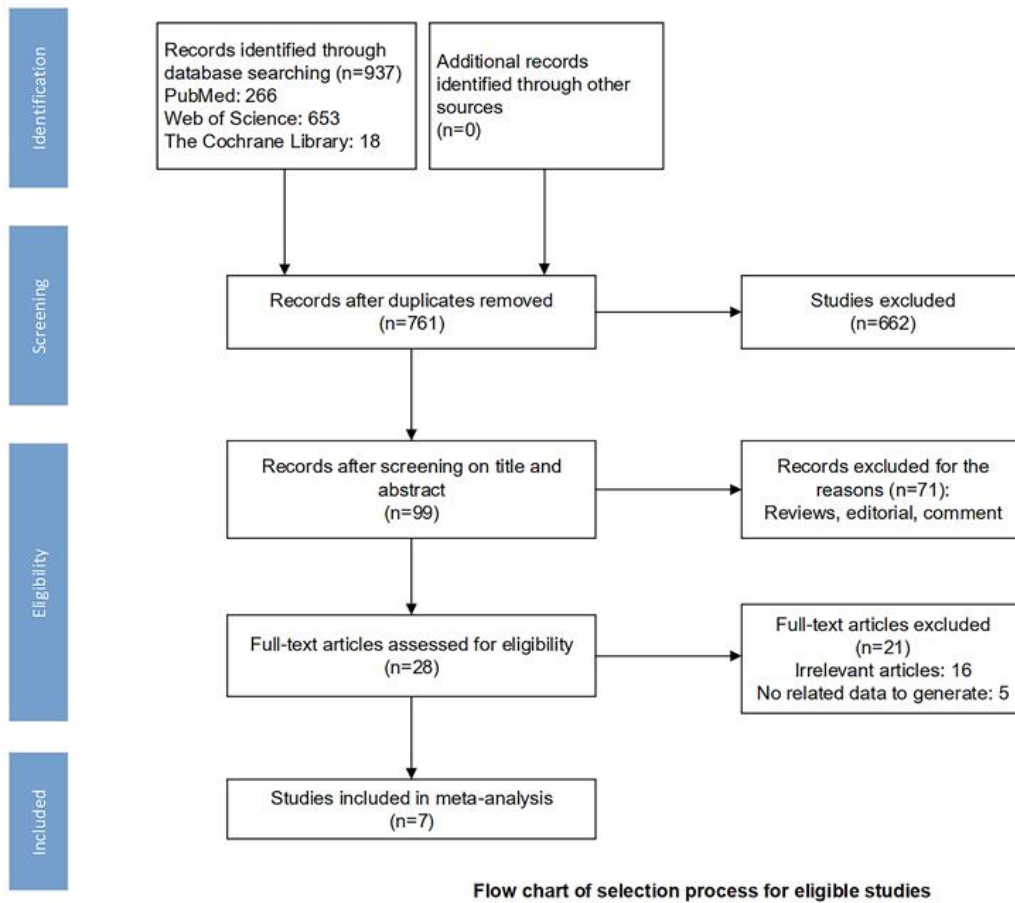 Identification
Records identified through
database searching (n=937)
PubMed: 266
Web of Science: 653
The Cochrane Library: 18
Additional records
identified through other
sources
(n=0)
Screening
Records after duplicates removed
(n=761)
Studies excluded
(n=662)
Eligibility
Records after screening on title and
abstract
(n=99)
Records excluded for the
reasons (n=71):
Reviews, editorial, comment
Full-text articles assessed for eligibility
(n=28)
Full-text articles excluded
(n=21)
Irrelevant articles: 16
No related data to generate: 5
Included
Studies included in meta-analysis
(n=7)
Flow chart of selection process for eligible studies